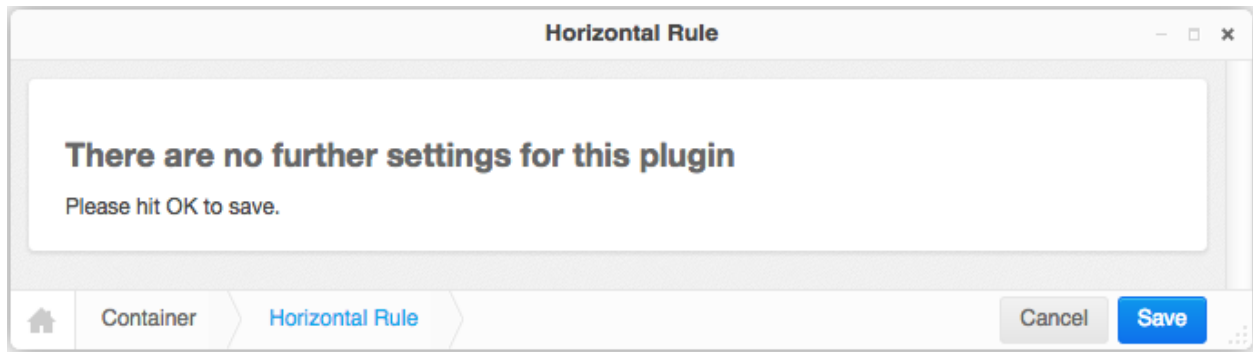 Horizontal Rule
There are no further settings for this plugin
Please hit OK to save.
Container Horizontal Rule Cancel Save